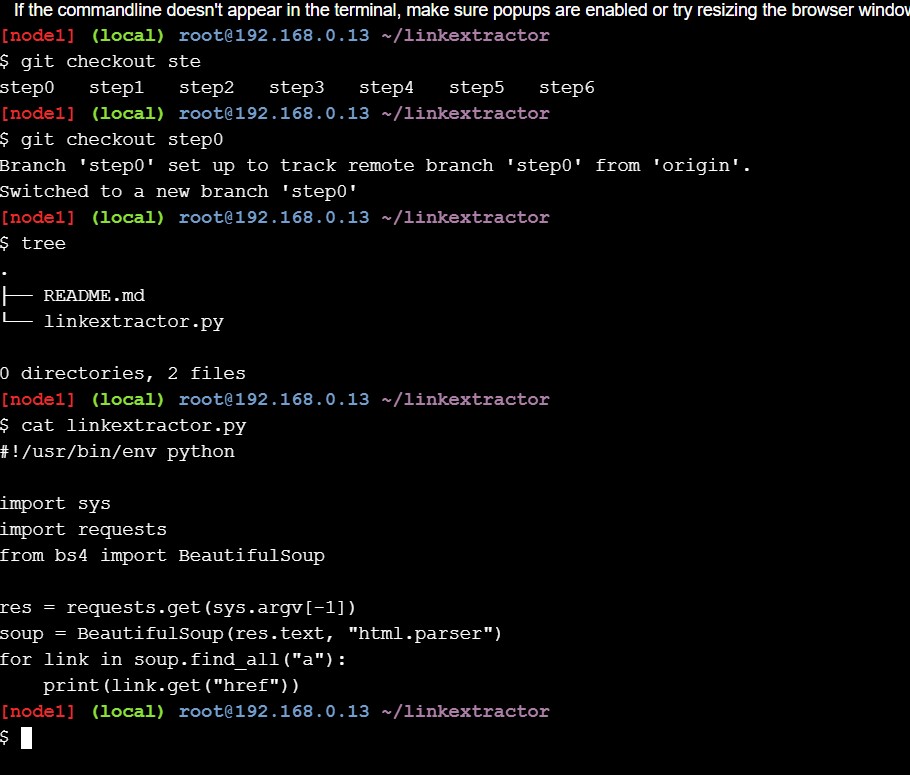 If the commandline doesn't appear in the terminal, make sure popups are enabled or try resizing the browser window
[node1] (local) root@192.168.0.13 ~/linkextractor
$ git checkout ste
step0   step1   step2   step3   step4   step5   step6
[node1] (local) root@192.168.0.13 ~/linkextractor
$ git checkout step0
Branch 'step0' set up to track remote branch 'step0' from 'origin'.
Switched to a new branch 'step0'
[node1] (local) root@192.168.0.13 ~/linkextractor
$ tree
.
├── README.md
└── linkextractor.py
0 directories, 2 files
[node1] (local) root@192.168.0.13 ~/linkextractor
$ cat linkextractor.py
#!/usr/bin/env python
import sys
import requests
from bs4 import BeautifulSoup
res = requests.get(sys.argv[-1])
soup = BeautifulSoup(res.text, "html.parser")
for link in soup.find_all("a"):
    print(link.get("href"))
[node1] (local) root@192.168.0.13 ~/linkextractor
$